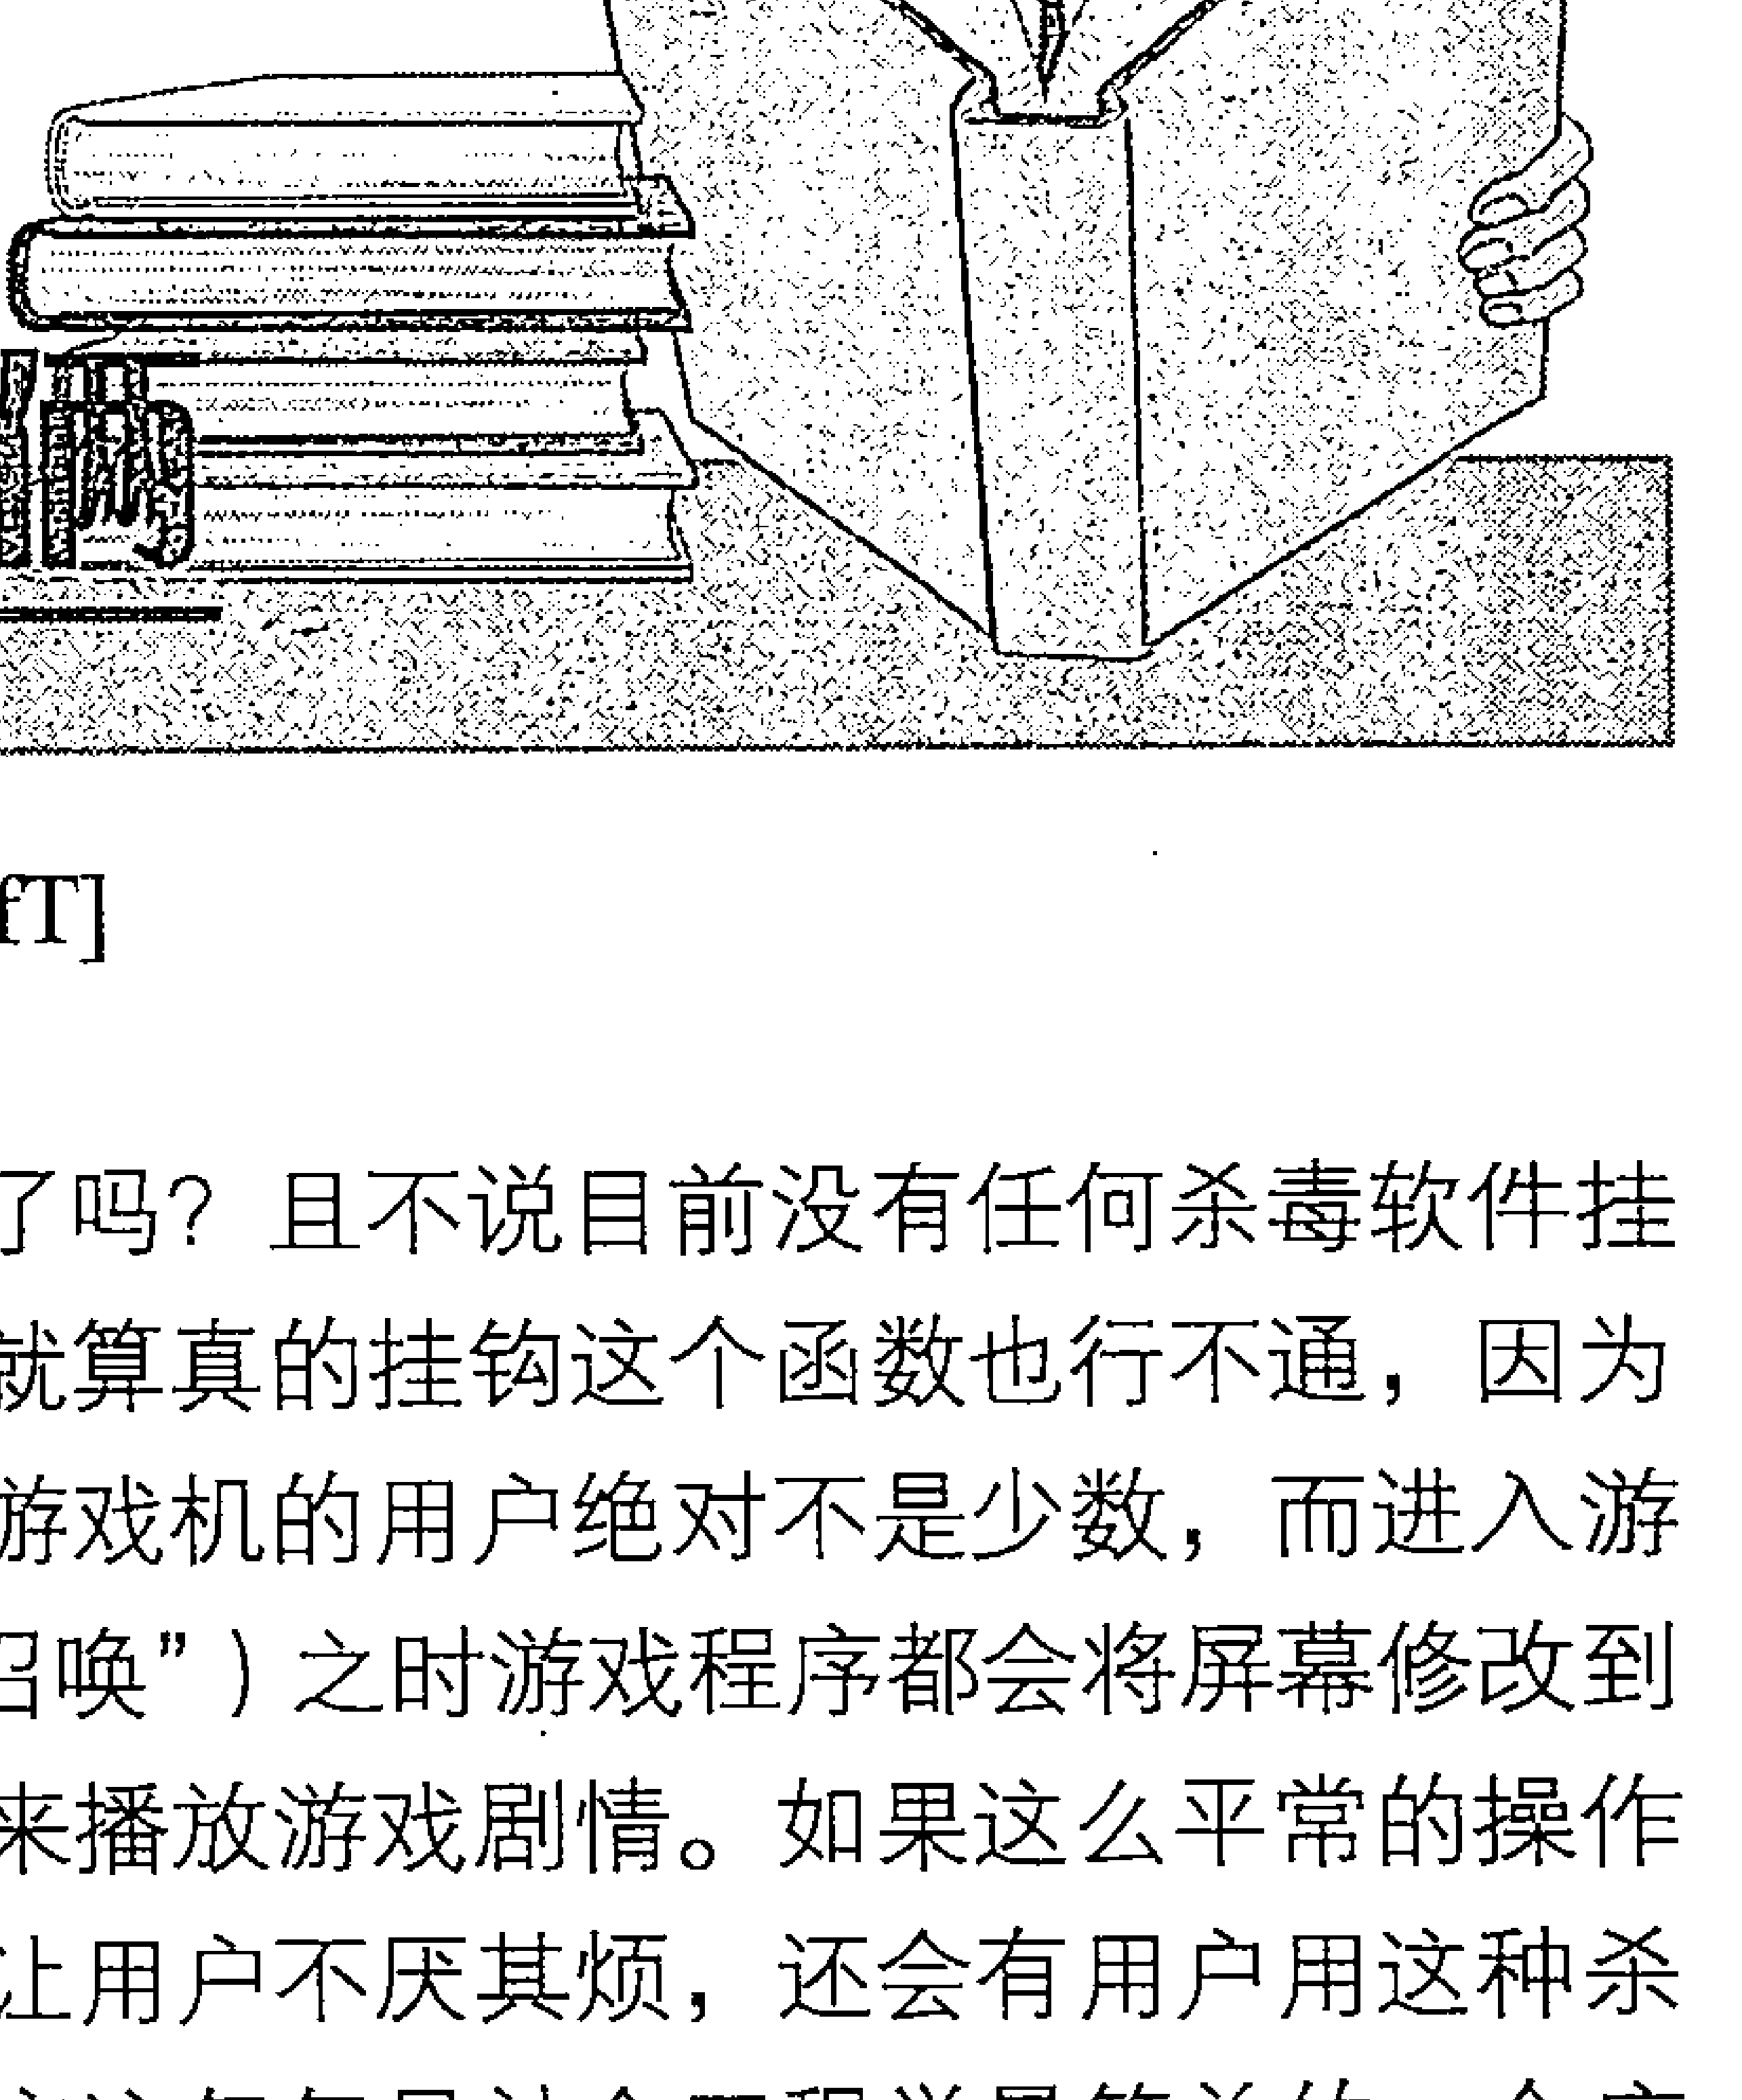 fT]
了吗？且不说目前没有任何杀毒软件挂
就算真的挂钩这个函数也行不通，因为
游戏机的用户绝对不是少数，而进入游
召唤”）之时游戏程序都会将屏幕修改到
来播放游戏剧情。如果这么平常的操作
让用户不厌其烦，还会有用户用这种杀